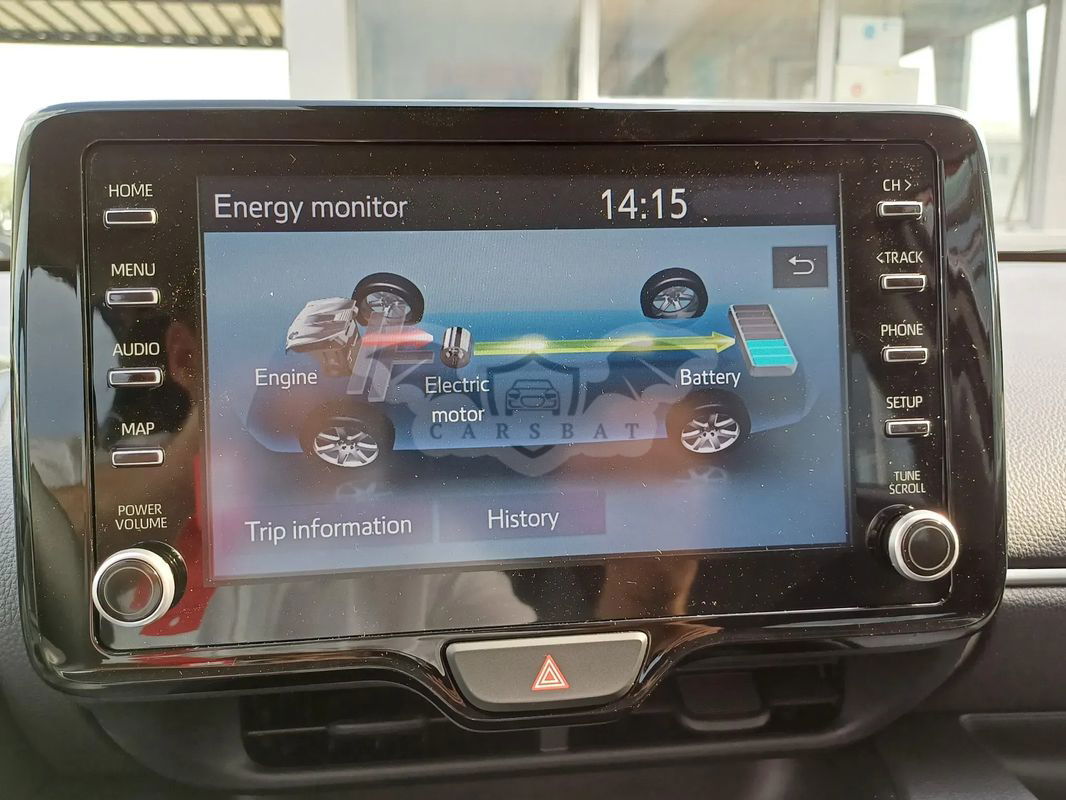 HOME
MENU
AUDIO
MAP
POWER
VOLUME
Energy monitor
14:15
Engine
Electric
motor
Battery
CARSBAT
Trip information
History
CH >
<TRACK
PHONE
SETUP
TUNE
SCROLL